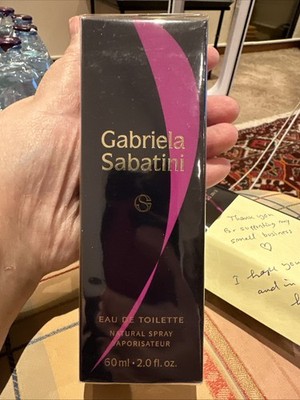 Gabriela
Sabatini
EAU DE TOILETTE
NATURAL SPRAY
VAPORISATEUR
60 ml • 2.0 fl. oz.
Thank you
for supporting my
small business
♡
I hope you
and in